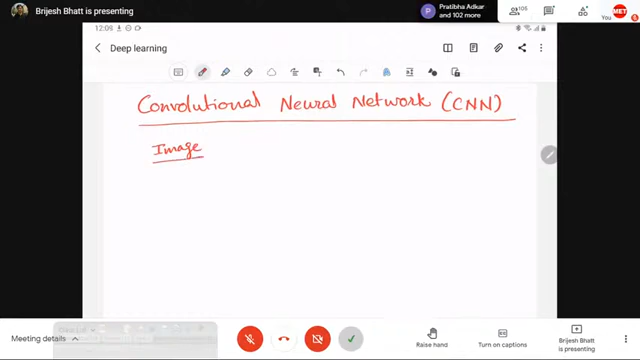 Brijesh Bhatt is presenting
Pratibha Adkar
and 102 more
105
You
MET
12:09
Deep learning
Convolutional Neural Network (CNN)
Image
Meeting details
Raise hand
Turn on captions
Brijesh Bhatt
is presenting